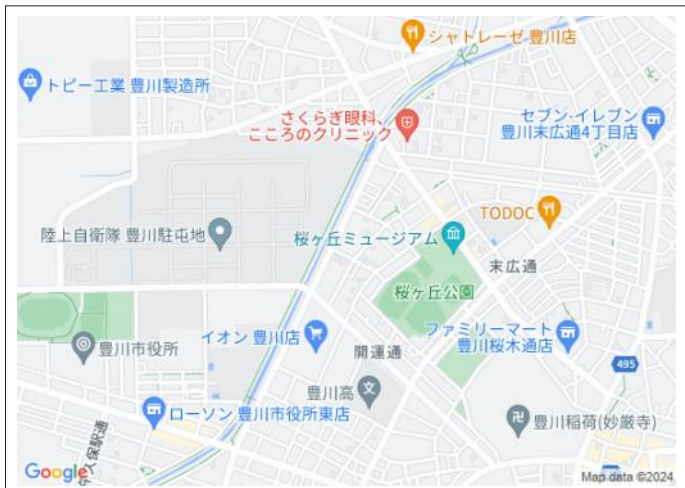 シャトレーゼ 豊川店
トピー工業 豊川製造所
さくらぎ眼科、
こころのクリニック
セブン-イレブン
豊川末広通4丁目店
TODOC
陸上自衛隊 豊川駐屯地
桜ヶ丘ミュージアム
末広通
桜ヶ丘公園
豊川市役所
イオン 豊川店
開運通
ファミリーマート
豊川桜木通店
495
豊川高
ローソン 豊川市役所東店
豊川稲荷(妙厳寺)
久保駅通
Google
Map data ©2024